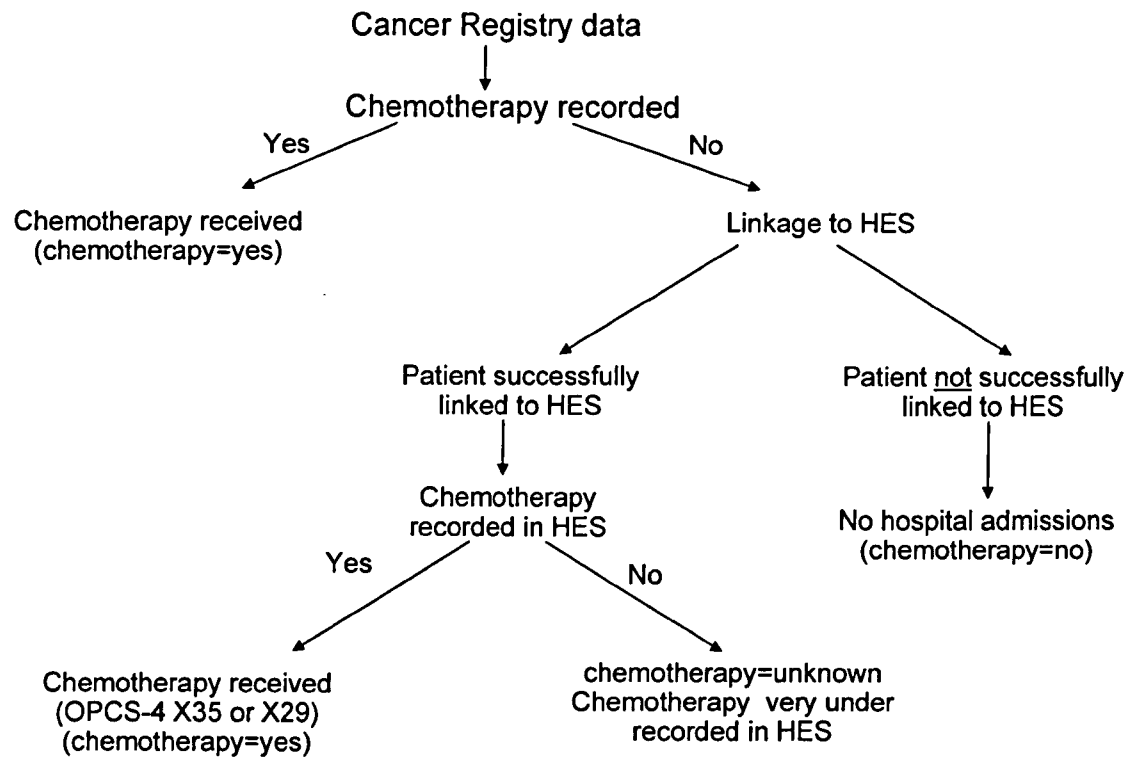 Cancer Registry data
Chemotherapy recorded
Yes
No
Chemotherapy received
(chemotherapy=yes)
Linkage to HES
Patient successfully
linked to HES
Patient not successfully
linked to HES
Chemotherapy
recorded in HES
No hospital admissions
(chemotherapy=no)
Yes
No
Chemotherapy received
(OPCS-4 X35 or X29)
(chemotherapy=yes)
chemotherapy=unknown
Chemotherapy very under
recorded in HES